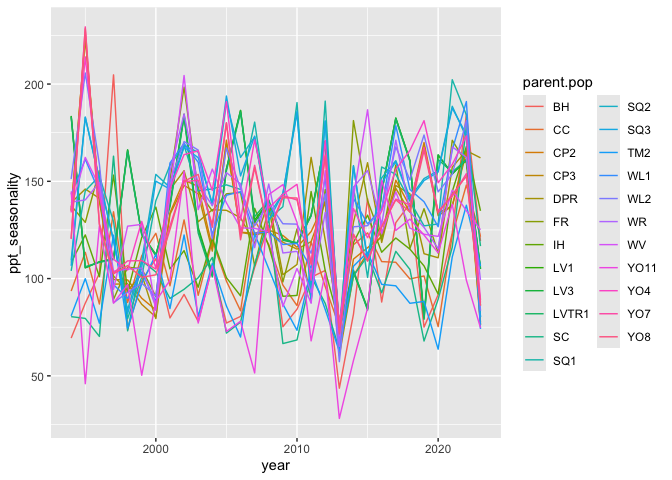 ppt_seasonality
200
150
100
50
2000
2010
2020
year
parent.pop
BH
CC
CP2
CP3
DPR
FR
IH
LV1
LV3
LVTR1
SC
SQ1
SQ2
SQ3
TM2
WL1
WL2
WR
WV
YO11
YO4
YO7
YO8